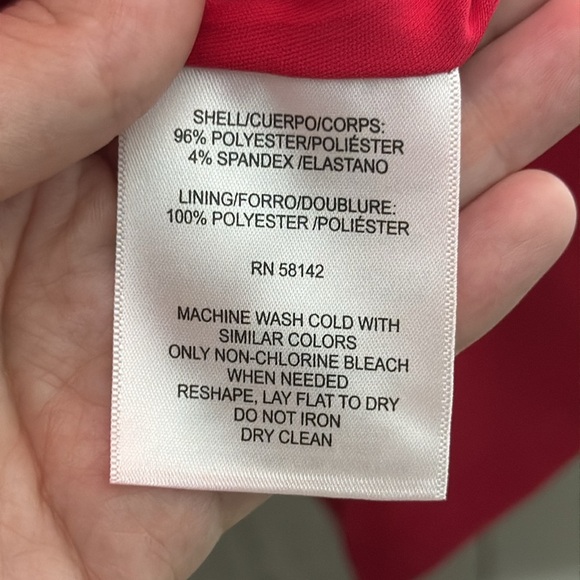 SHELL/CUERPO/CORPS:
96% POLYESTER/POLIÉSTER
4% SPANDEX /ELASTANO
LINING/FORRO/DOUBLURE:
100% POLYESTER /POLIÉSTER
RN 58142
MACHINE WASH COLD WITH
SIMILAR COLORS
ONLY NON-CHLORINE BLEACH
WHEN NEEDED
RESHAPE, LAY FLAT TO DRY
DO NOT IRON
DRY CLEAN